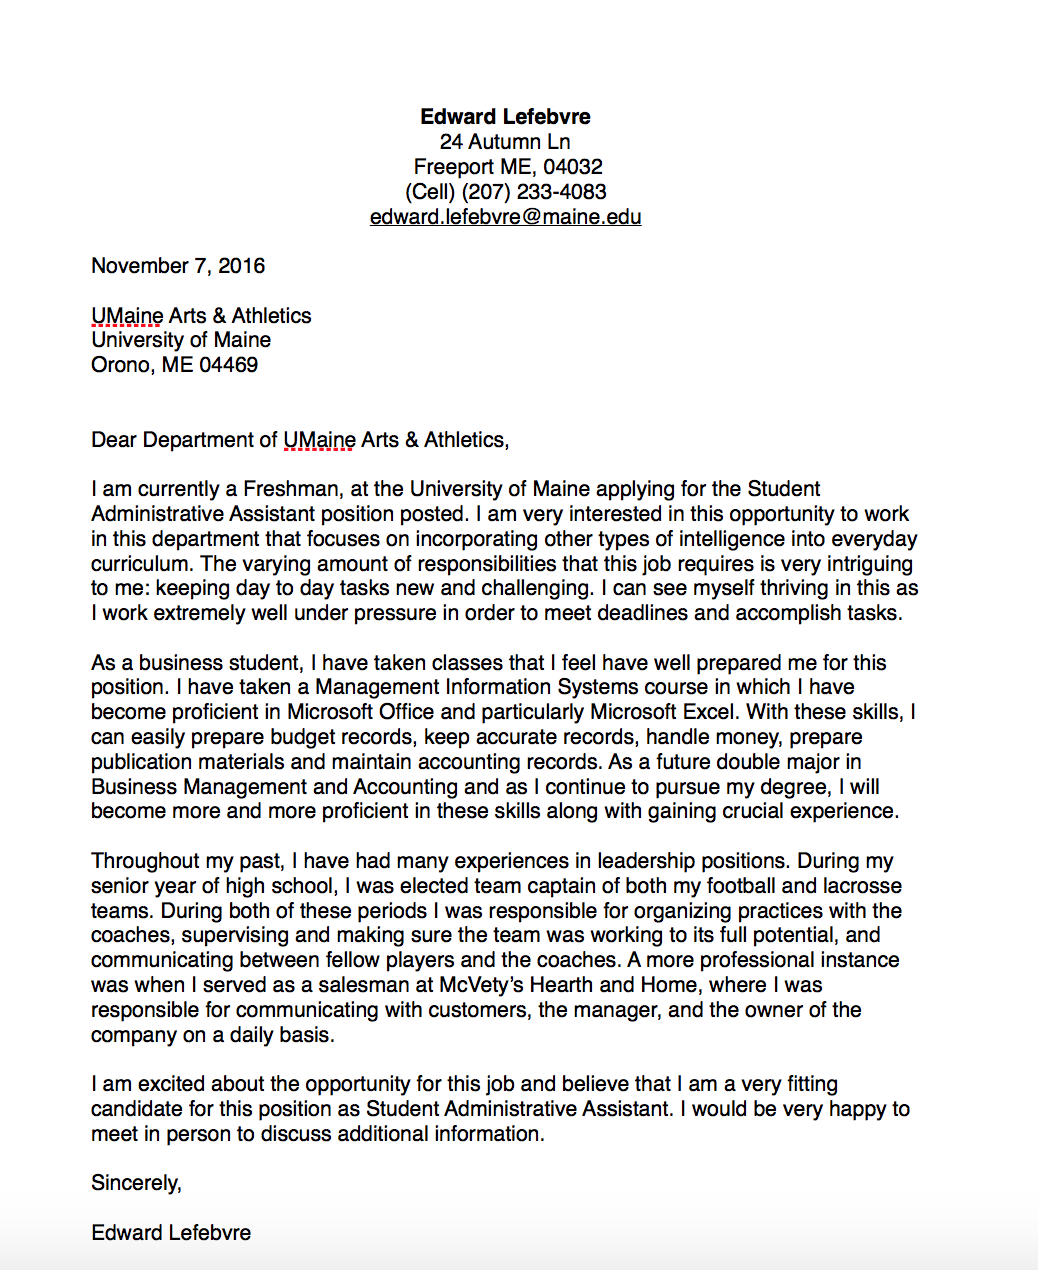 Edward Lefebvre
24 Autumn Ln
Freeport ME, 04032
(Cell) (207) 233-4083
edward.lefebvre@maine.edu
November 7, 2016
UMaine Arts & Athletics
University of Maine
Orono, ME 04469
Dear Department of UMaine Arts & Athletics,
I am currently a Freshman, at the University of Maine applying for the Student
Administrative Assistant position posted. I am very interested in this opportunity to work
in this department that focuses on incorporating other types of intelligence into everyday
curriculum. The varying amount of responsibilities that this job requires is very intriguing
to me: keeping day to day tasks new and challenging. I can see myself thriving in this as
I work extremely well under pressure in order to meet deadlines and accomplish tasks.
As a business student, I have taken classes that I feel have well prepared me for this
position. I have taken a Management Information Systems course in which I have
become proficient in Microsoft Office and particularly Microsoft Excel. With these skills, I
can easily prepare budget records, keep accurate records, handle money, prepare
publication materials and maintain accounting records. As a future double major in
Business Management and Accounting and as I continue to pursue my degree, I will
become more and more proficient in these skills along with gaining crucial experience.
Throughout my past, I have had many experiences in leadership positions. During my
senior year of high school, I was elected team captain of both my football and lacrosse
teams. During both of these periods I was responsible for organizing practices with the
coaches, supervising and making sure the team was working to its full potential, and
communicating between fellow players and the coaches. A more professional instance
was when I served as a salesman at McVety’s Hearth and Home, where I was
responsible for communicating with customers, the manager, and the owner of the
company on a daily basis.
I am excited about the opportunity for this job and believe that I am a very fitting
candidate for this position as Student Administrative Assistant. I would be very happy to
meet in person to discuss additional information.
Sincerely,
Edward Lefebvre